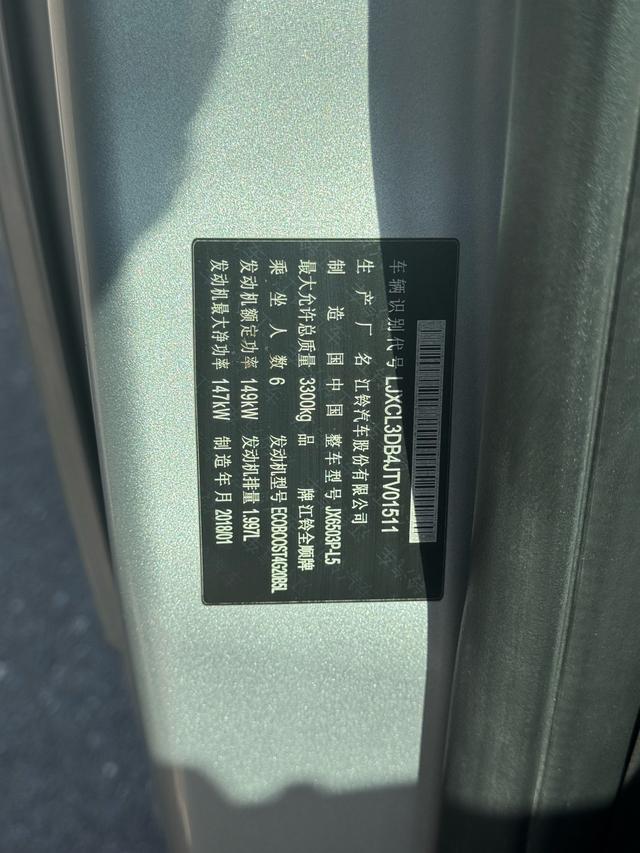 车辆识别代号 LJXCL3DB4JTV01511
生产厂名 江铃汽车股份有限公司
制造国 中国 整车型号 JX6503P-L5
最大允许总质量 3300kg 品牌 江铃全顺牌
乘坐人数 6 发动机型号 ECOBOOST4G20B5L
发动机额定功率 149kW 发动机排量 1.997L
发动机最大净功率 147kW 制造年月 2018/01